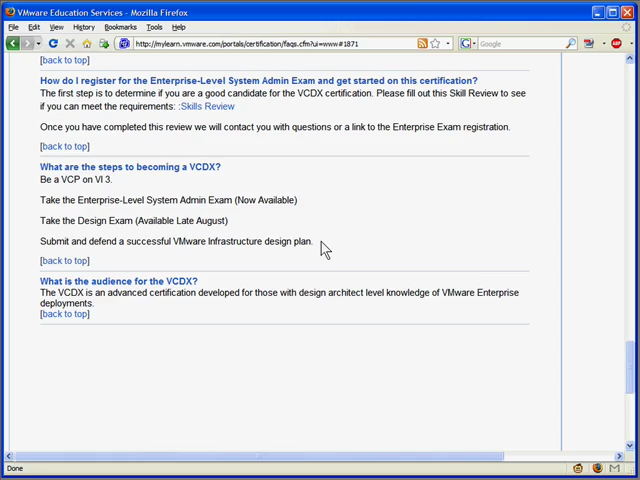 VMware Education Services - Mozilla Firefox
File Edit View History Bookmarks Tools Help
http://mylearn.vmware.com/portals/certification/faqs.cfm?ui=www#1871
Google
[back to top]
How do I register for the Enterprise-Level System Admin Exam and get started on this certification?
The first step is to determine if you are a good candidate for the VCDX certification. Please fill out this Skill Review to see
if you can meet the requirements: :Skills Review
Once you have completed this review we will contact you with questions or a link to the Enterprise Exam registration.
[back to top]
What are the steps to becoming a VCDX?
Be a VCP on VI 3.
Take the Enterprise-Level System Admin Exam (Now Available)
Take the Design Exam (Available Late August)
Submit and defend a successful VMware Infrastructure design plan.
[back to top]
What is the audience for the VCDX?
The VCDX is an advanced certification developed for those with design architect level knowledge of VMware Enterprise
deployments.
[back to top]
Done